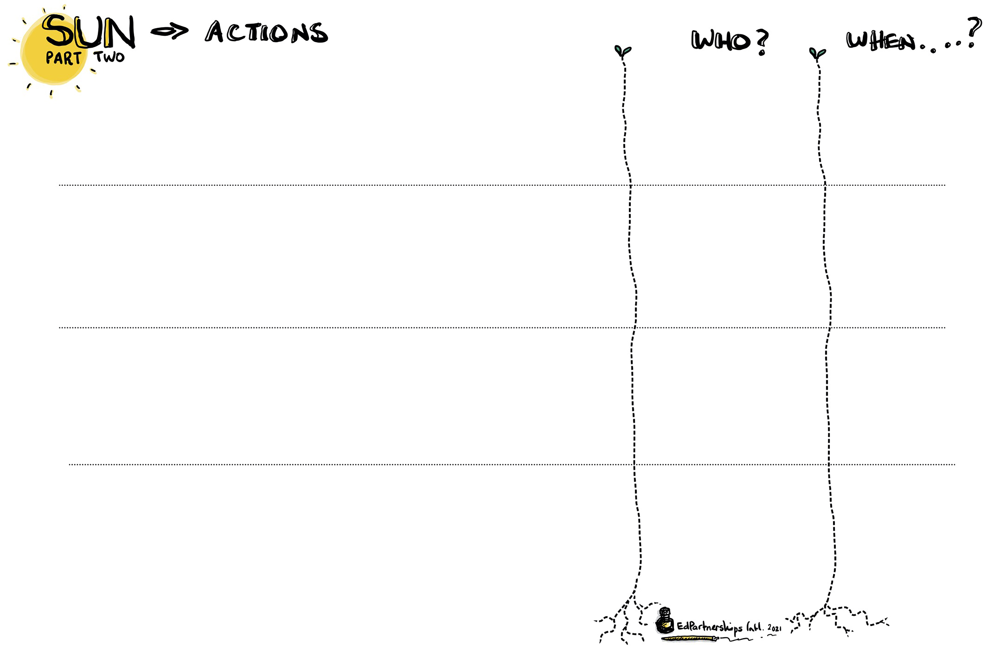 SUN ⇒ ACTIONS
PART TWO
WHO?
WHEN.....?
EdPartnerships Intl. 2021